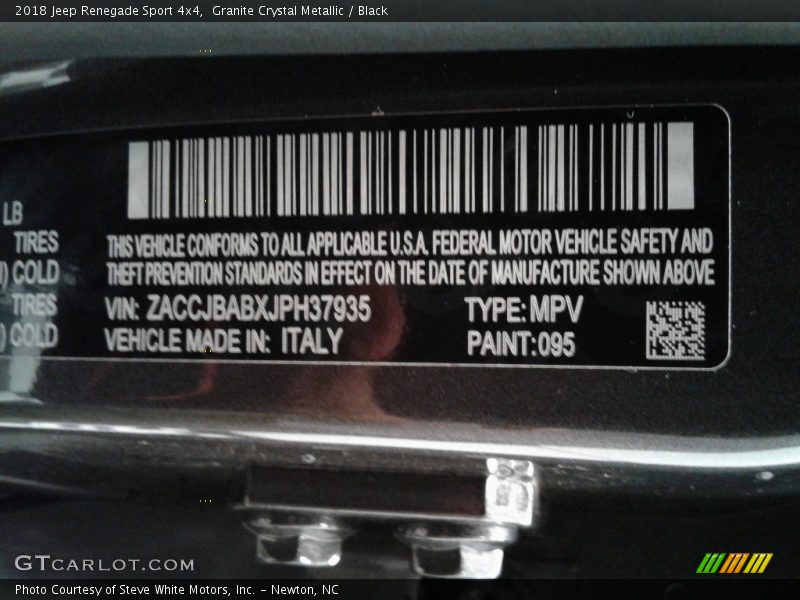 2018 Jeep Renegade Sport 4x4,  Granite Crystal Metallic / Black
LB
TIRES
) COLD
TIRES
) COLD
THIS VEHICLE CONFORMS TO ALL APPLICABLE U.S.A. FEDERAL MOTOR VEHICLE SAFETY AND
THEFT PREVENTION STANDARDS IN EFFECT ON THE DATE OF MANUFACTURE SHOWN ABOVE
VIN: ZACCJBABXJPH37935 TYPE: MPV
VEHICLE MADE IN: ITALY PAINT: 095
GTCARLOT.COM
Photo Courtesy of Steve White Motors, Inc. – Newton, NC